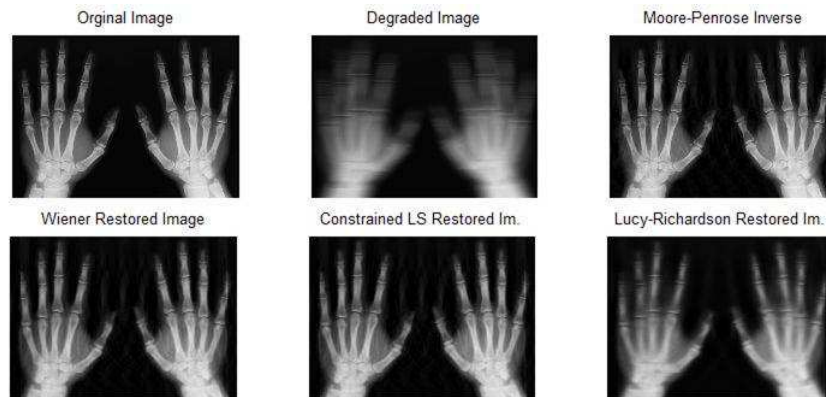 Orginal Image
Degraded Image
Moore-Penrose Inverse
Wiener Restored Image
Constrained LS Restored Im.
Lucy-Richardson Restored Im.